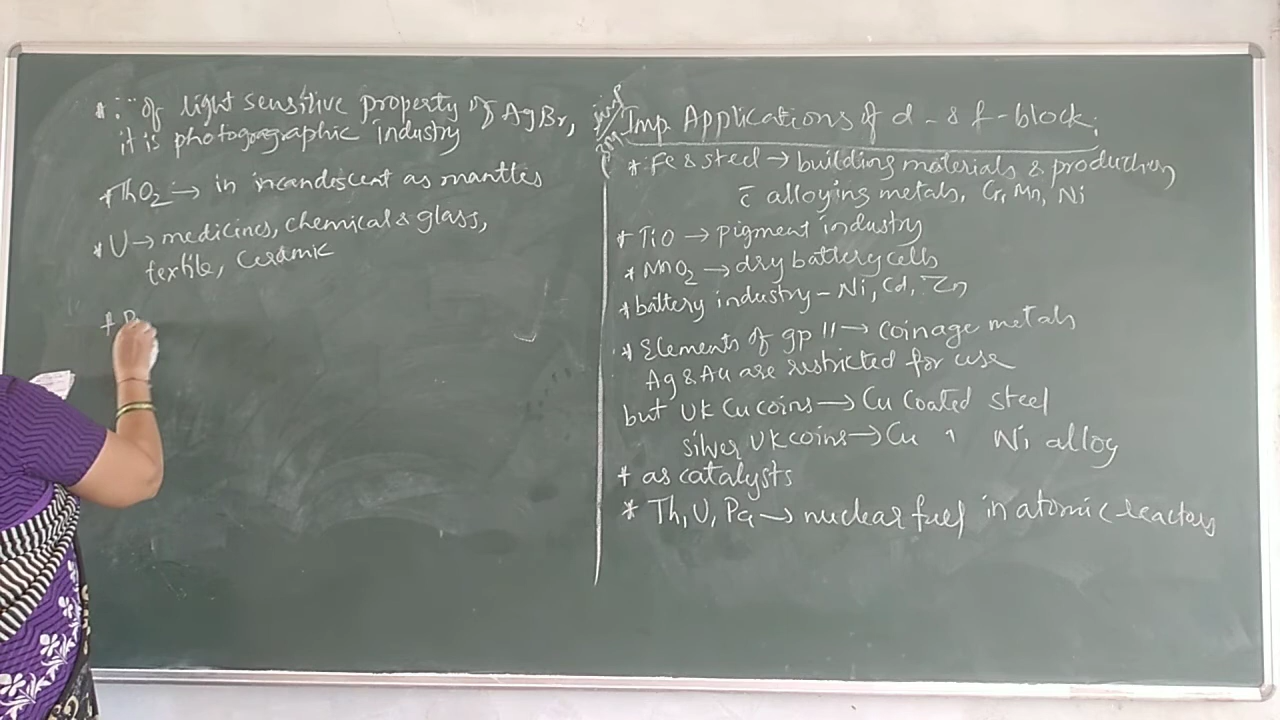 Imp. Applications of d- & f-block:
* Fe & steel → building materials & production
c̄ alloying metals, Cr, Mn, Ni
* TiO → pigment industry
* MnO2 → dry battery cells
* battery industry - Ni, Cd, Zn
* Elements of gp 11 → coinage metals
Ag & Au are restricted for use
but UK Cu coins → Cu coated steel
silver UK coins → Cu, Ni alloy
* as catalysts
* Th, U, Pa → nuclear fuel in atomic reactors
* ∵ of light sensitive property of AgBr,
it is photographic industry
* ThO2 → in incandescent as mantles
* U → medicines, chemical & glass,
textile, ceramic
* P